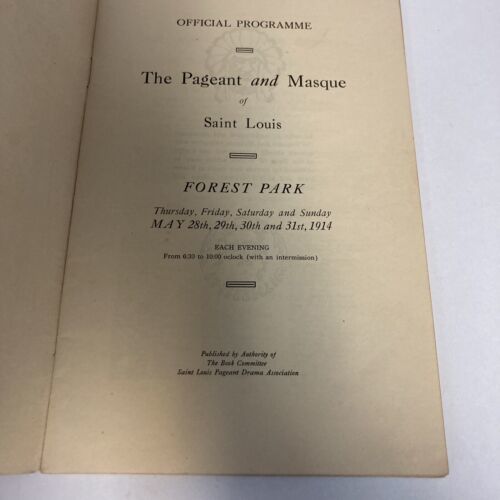 OFFICIAL PROGRAMME
The Pageant and Masque
of
Saint Louis
FOREST PARK
Thursday, Friday, Saturday and Sunday
MAY 28th, 29th, 30th and 31st, 1914
EACH EVENING
From 6:30 to 10:00 oclock (with an intermission)
Published by Authority of
The Book Committee
Saint Louis Pageant Drama Association